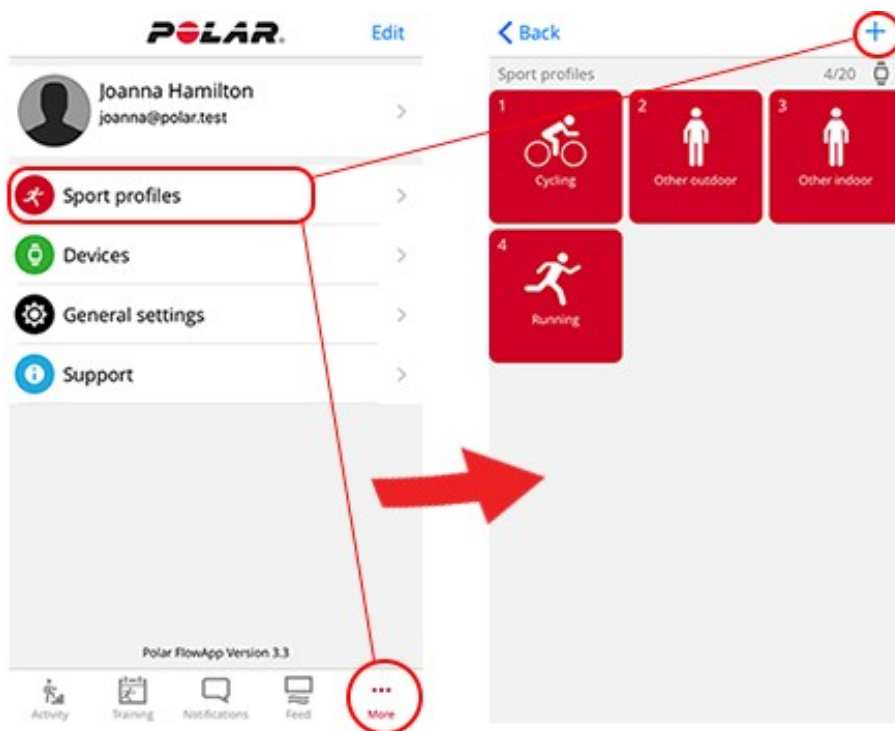 POLAR.
Edit
Joanna Hamilton
joanna@polar.test
Sport profiles
Devices
General settings
Support
Polar FlowApp Version 3.3
Activity
Training
Notifications
Feed
More
Back
+
Sport profiles
4/20
1
Cycling
2
Other outdoor
3
Other indoor
4
Running